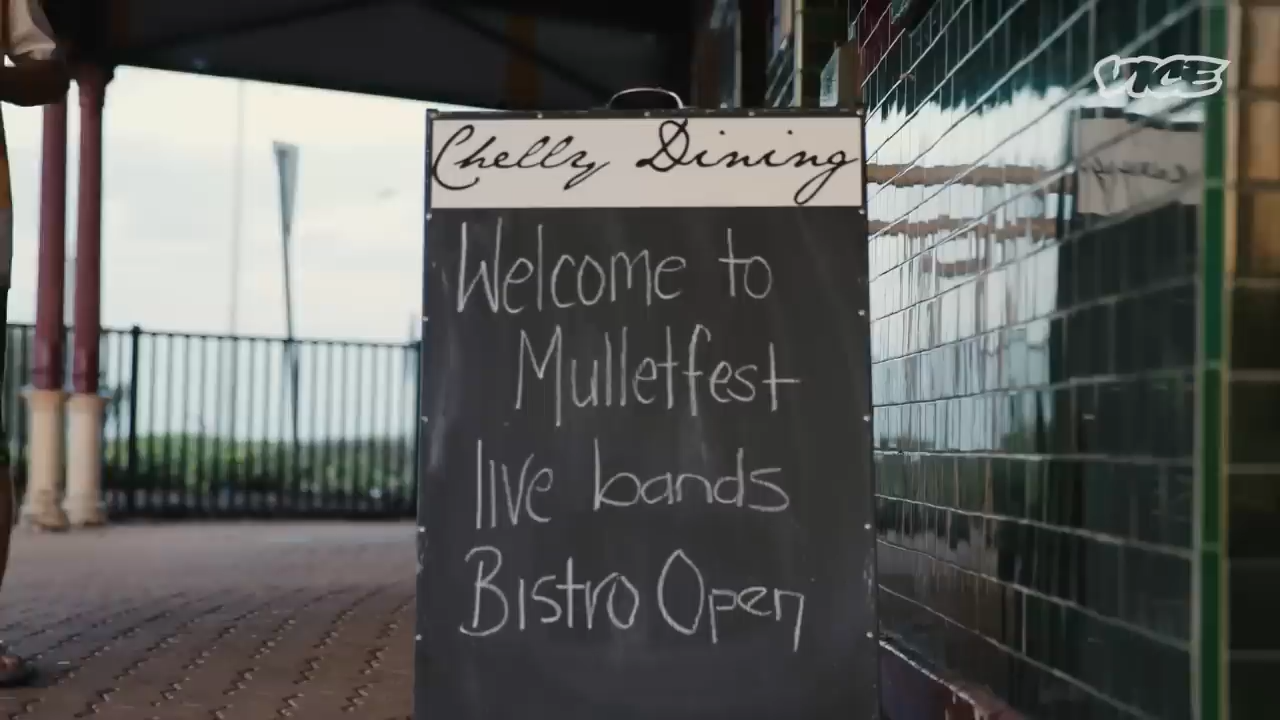 VICE
Chelly Dining
Welcome to
Mulletfest
live bands
Bistro Open